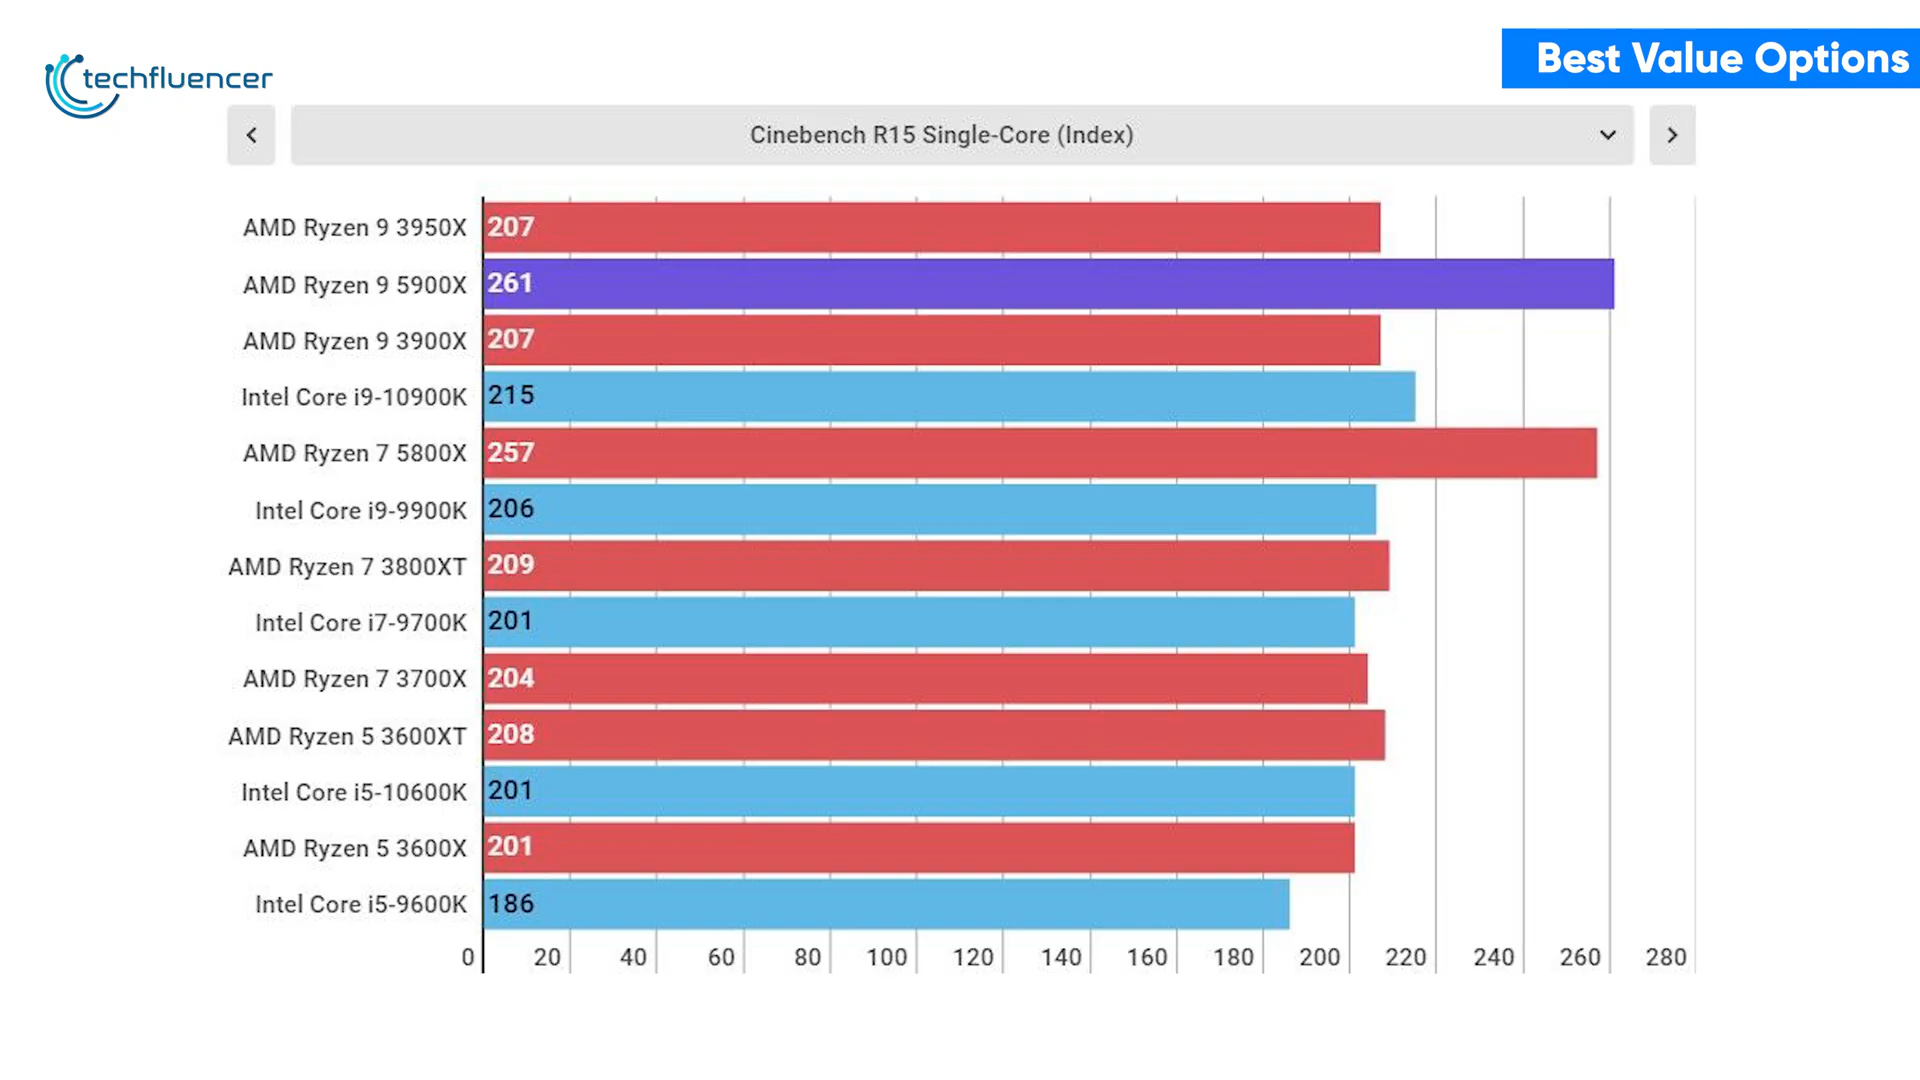 techfluencer
Best Value Options
Cinebench R15 Single-Core (Index)
AMD Ryzen 9 3950X 207
AMD Ryzen 9 5900X 261
AMD Ryzen 9 3900X 207
Intel Core i9-10900K 215
AMD Ryzen 7 5800X 257
Intel Core i9-9900K 206
AMD Ryzen 7 3800XT 209
Intel Core i7-9700K 201
AMD Ryzen 7 3700X 204
AMD Ryzen 5 3600XT 208
Intel Core i5-10600K 201
AMD Ryzen 5 3600X 201
Intel Core i5-9600K 186
0 20 40 60 80 100 120 140 160 180 200 220 240 260 280